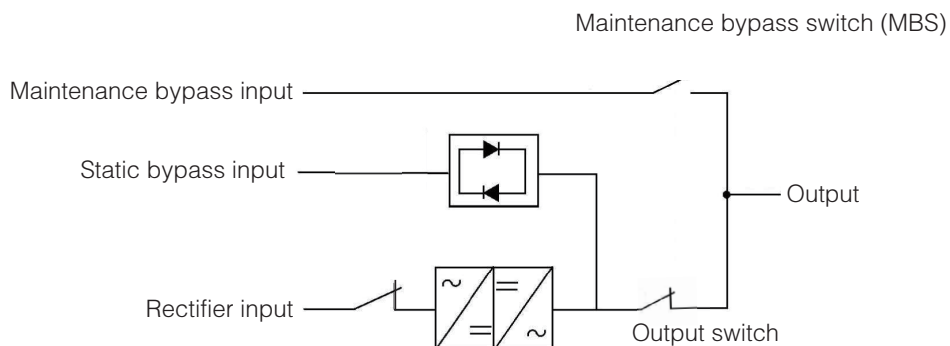 Maintenance bypass switch (MBS)
Maintenance bypass input
Static bypass input
Output
Rectifier input
Output switch